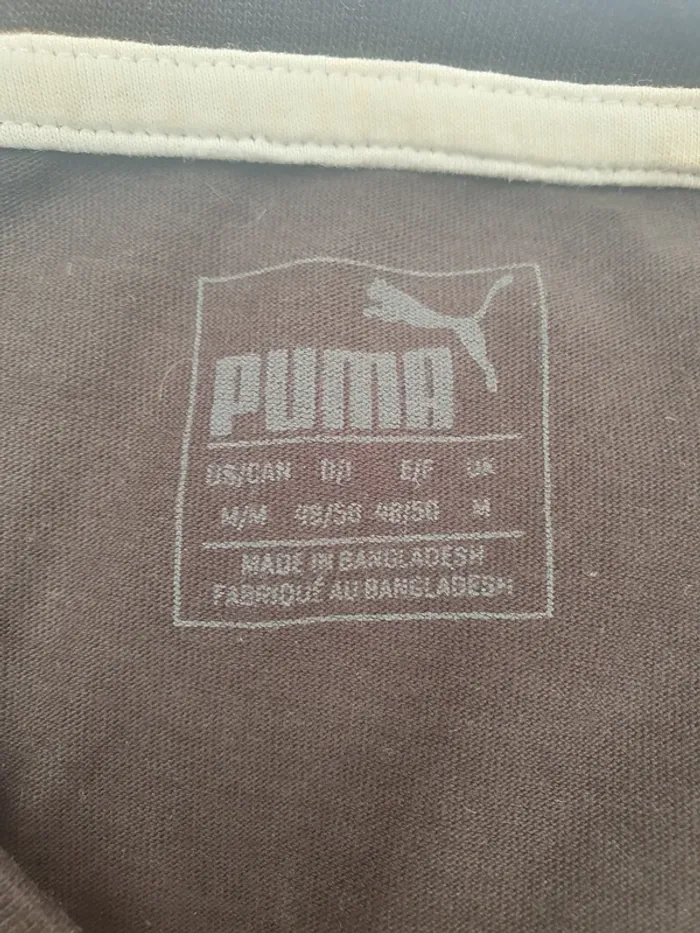 PUMA
US/CAN D/I E/F UK
M/M 48/50 48/50 M
MADE IN BANGLADESH
FABRIQUÉ AU BANGLADESH